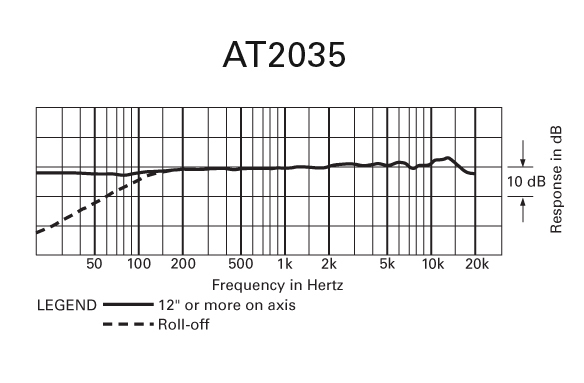 AT2035
Response in dB
10 dB
50 100 200 500 1k 2k 5k 10k 20k
Frequency in Hertz
LEGEND 12" or more on axis
Roll-off